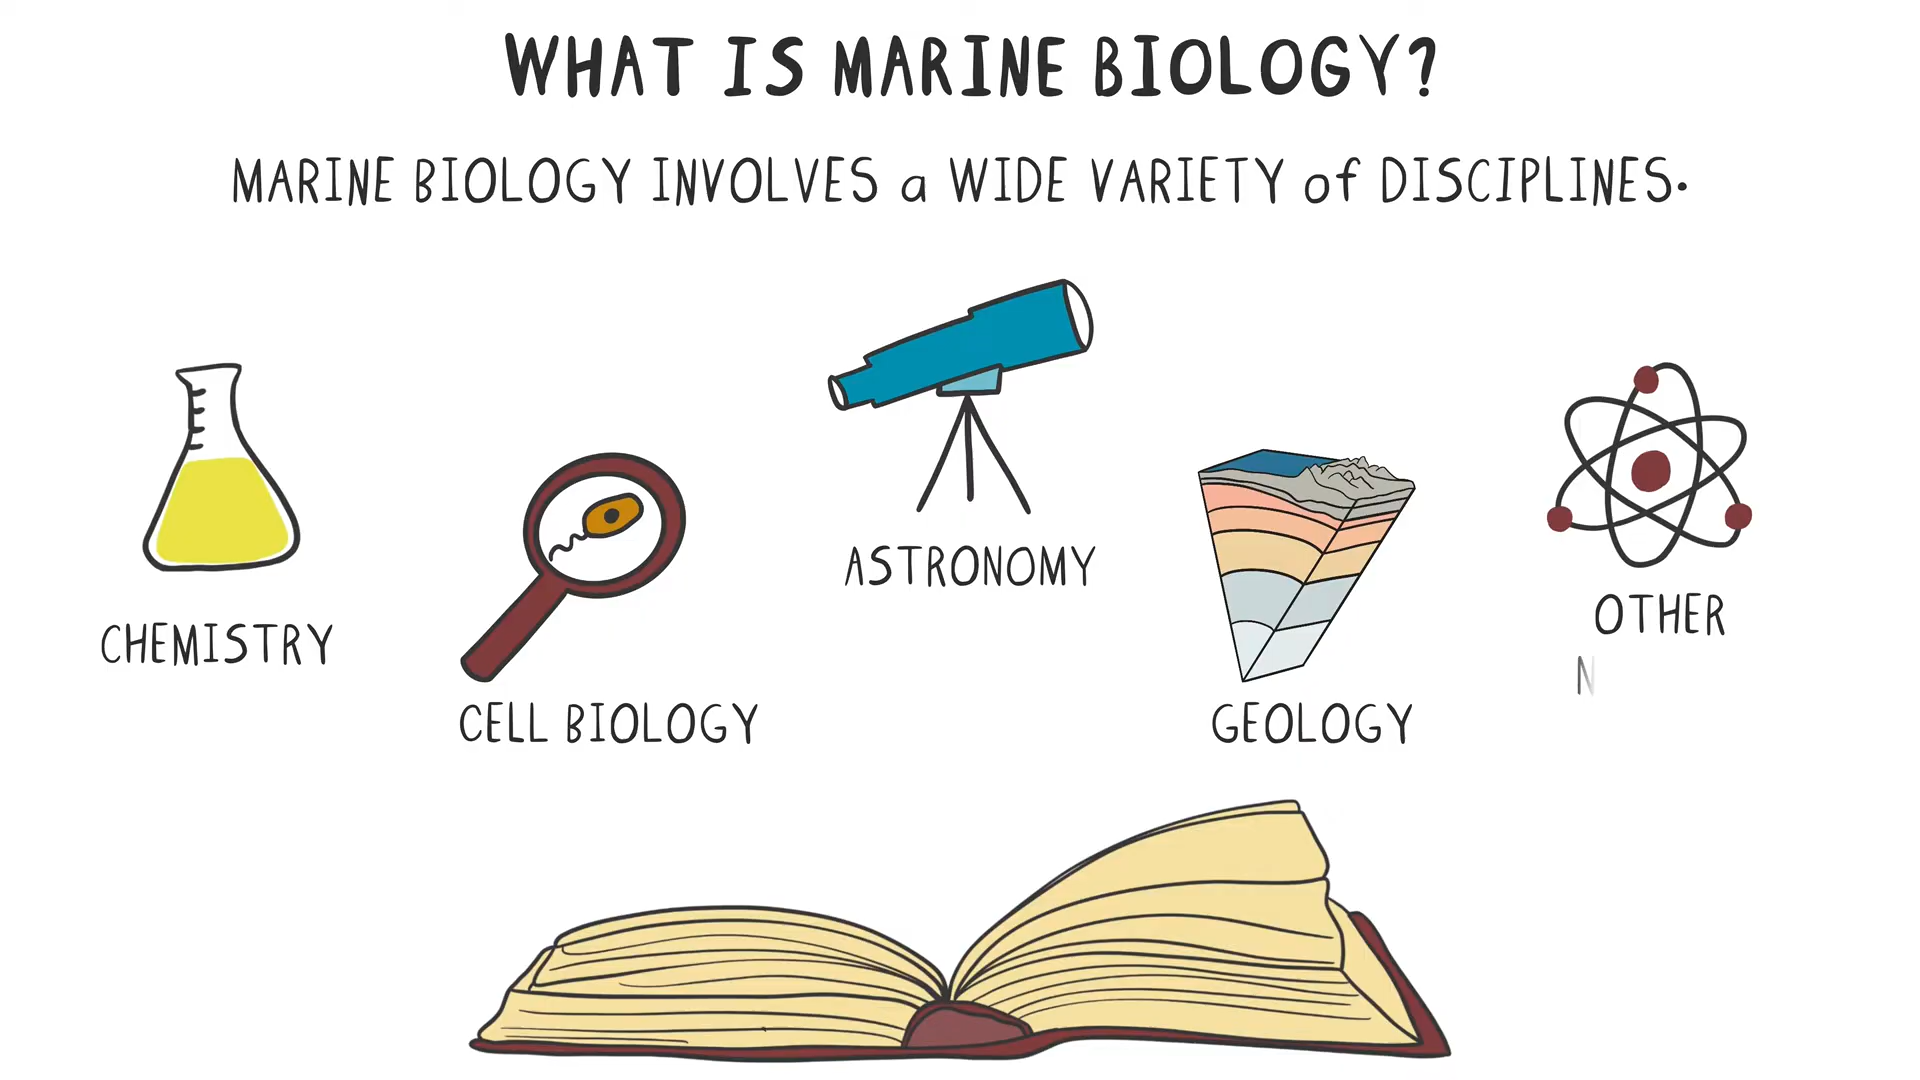 WHAT IS MARINE BIOLOGY?
MARINE BIOLOGY INVOLVES a WIDE VARIETY of DISCIPLINES.
CHEMISTRY
CELL BIOLOGY
ASTRONOMY
GEOLOGY
OTHER
N